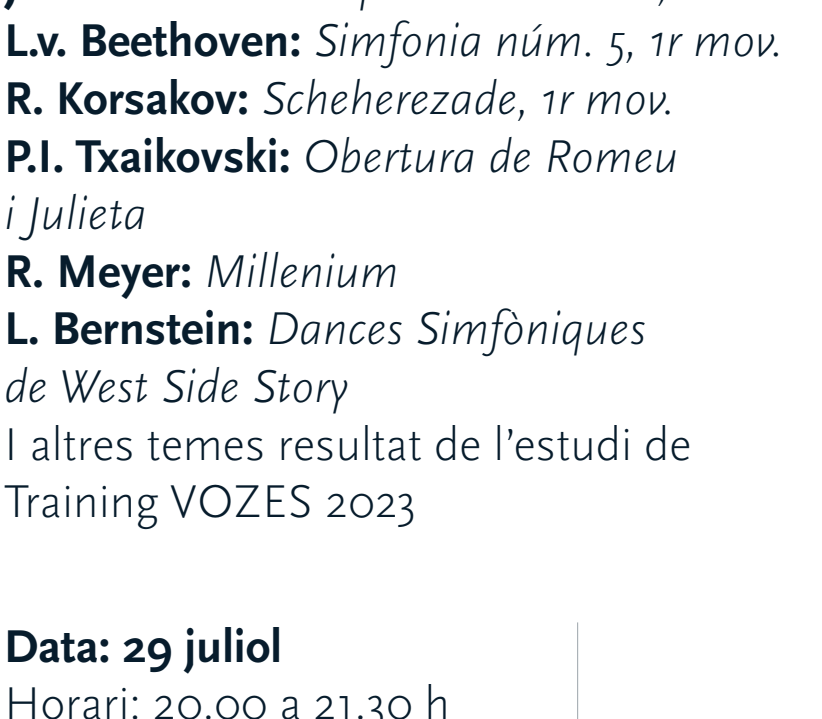 L.v. Beethoven: Simfonia núm. 5, 1r mov.
R. Korsakov: Scheherezade, 1r mov.
P.I. Txaikovski: Obertura de Romeu
i Julieta
R. Meyer: Millenium
L. Bernstein: Dances Simfòniques
de West Side Story
I altres temes resultat de l’estudi de
Training VOZES 2023
Data: 29 juliol
Horari: 20.00 a 21.30 h